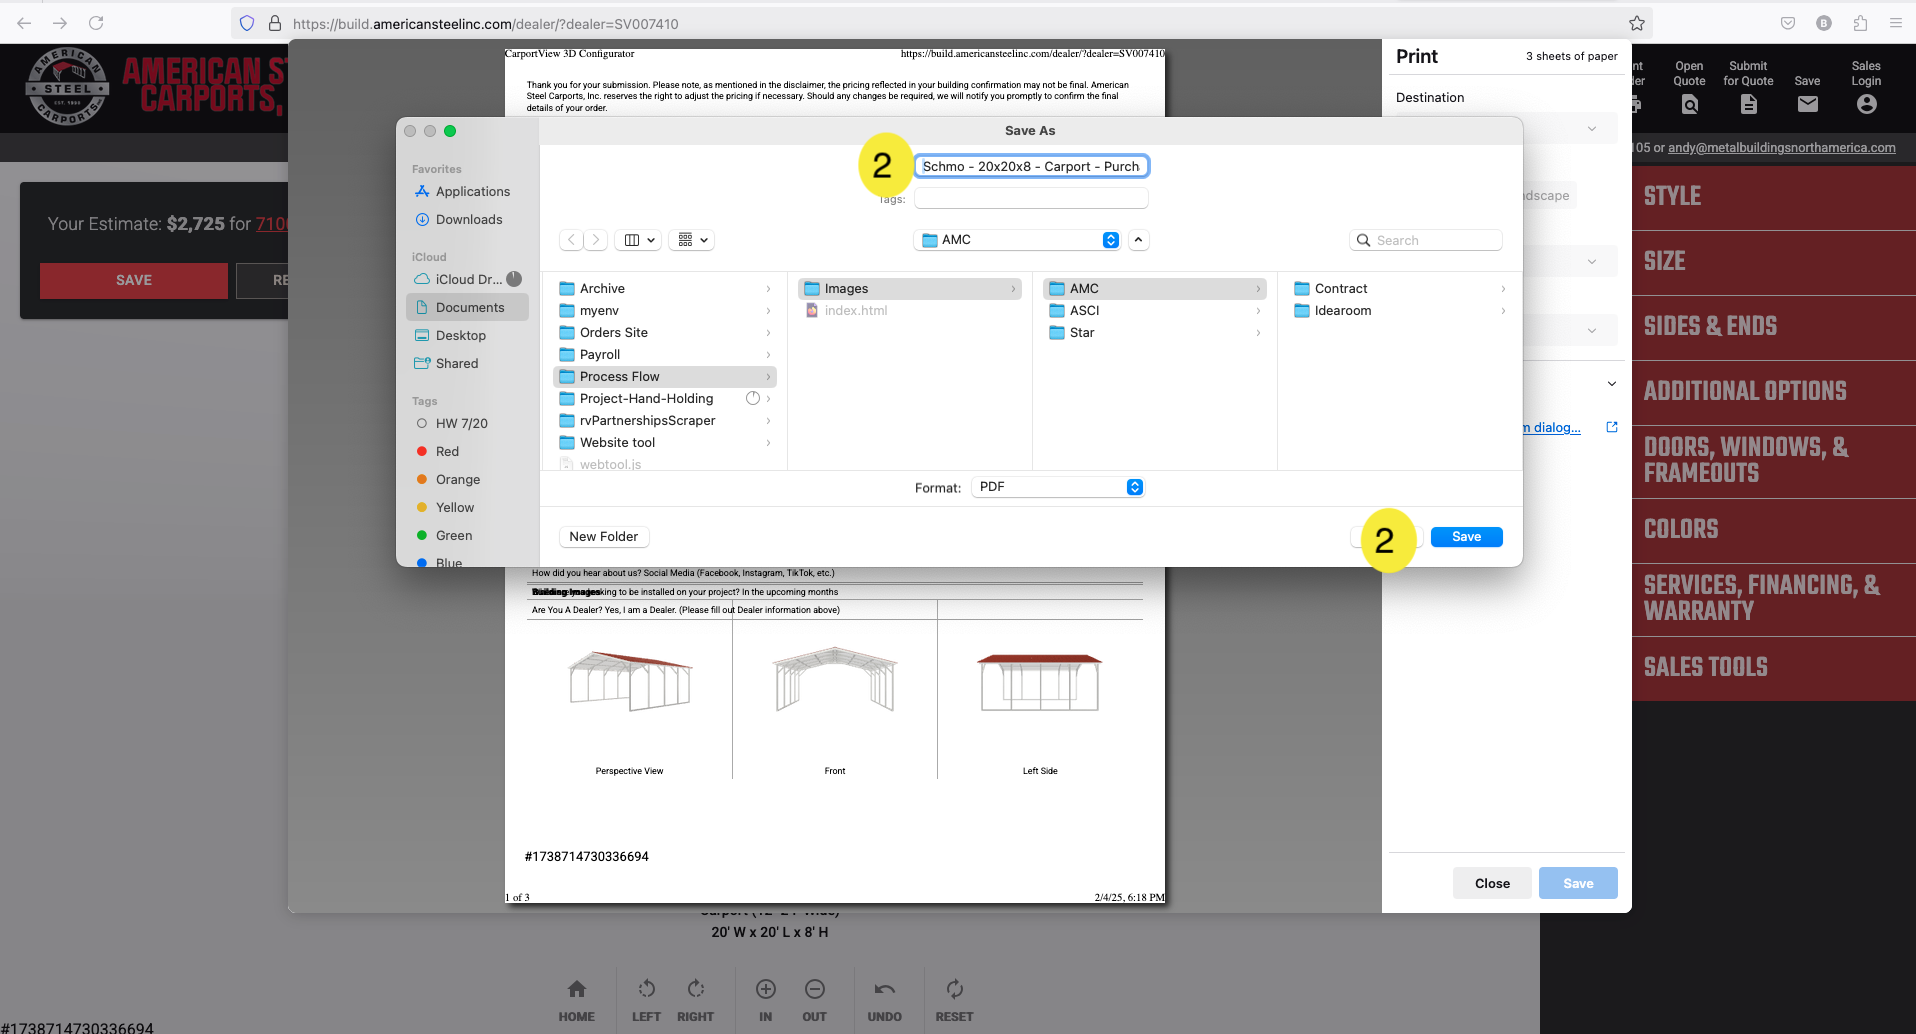 https://build.americansteelinc.com/dealer/?dealer=SV007410
B
AMERICAN
STEEL
CARPORTS
AMERICAN S
CARPORTS,
Open
Quote
Submit
for Quote
Save
Sales
Login
105 or andy@metalbuildingsnorthamerica.com
Your Estimate: $2,725 for 710
SAVE
RE
CarportView 3D Configurator
https://build.americansteelinc.com/dealer/?dealer=SV007410
Thank you for your submission. Please note, as mentioned in the disclaimer, the pricing reflected in your building confirmation may not be final. American
Steel Carports, Inc. reserves the right to adjust the pricing if necessary. Should any changes be required, we will notify you promptly to confirm the final
details of your order.
Print
3 sheets of paper
Destination
dscape
m dialog...
Close
Save
Save As
2
Schmo - 20x20x8 - Carport - Purch
Tags:
AMC
Search
Favorites
Applications
Downloads
iCloud
iCloud Dr...
Documents
Desktop
Shared
Tags
HW 7/20
Red
Orange
Yellow
Green
Blue
Archive
myenv
Orders Site
Payroll
Process Flow
Project-Hand-Holding
rvPartnershipsScraper
Website tool
webtool.js
Images
index.html
AMC
ASCI
Star
Contract
Idearoom
Format:
PDF
New Folder
2
Save
How did you hear about us? Social Media (Facebook, Instagram, TikTok, etc.)
Building Images
king to be installed on your project? In the upcoming months
Are You A Dealer? Yes, I am a Dealer. (Please fill out Dealer information above)
Perspective View
Front
Left Side
#1738714730336694
1 of 3
2/4/25, 6:18 PM
STYLE
SIZE
SIDES & ENDS
ADDITIONAL OPTIONS
DOORS, WINDOWS, &
FRAMEOUTS
COLORS
SERVICES, FINANCING, &
WARRANTY
SALES TOOLS
20' W x 20' L x 8' H
HOME
LEFT
RIGHT
IN
OUT
UNDO
RESET
#1738714730336694